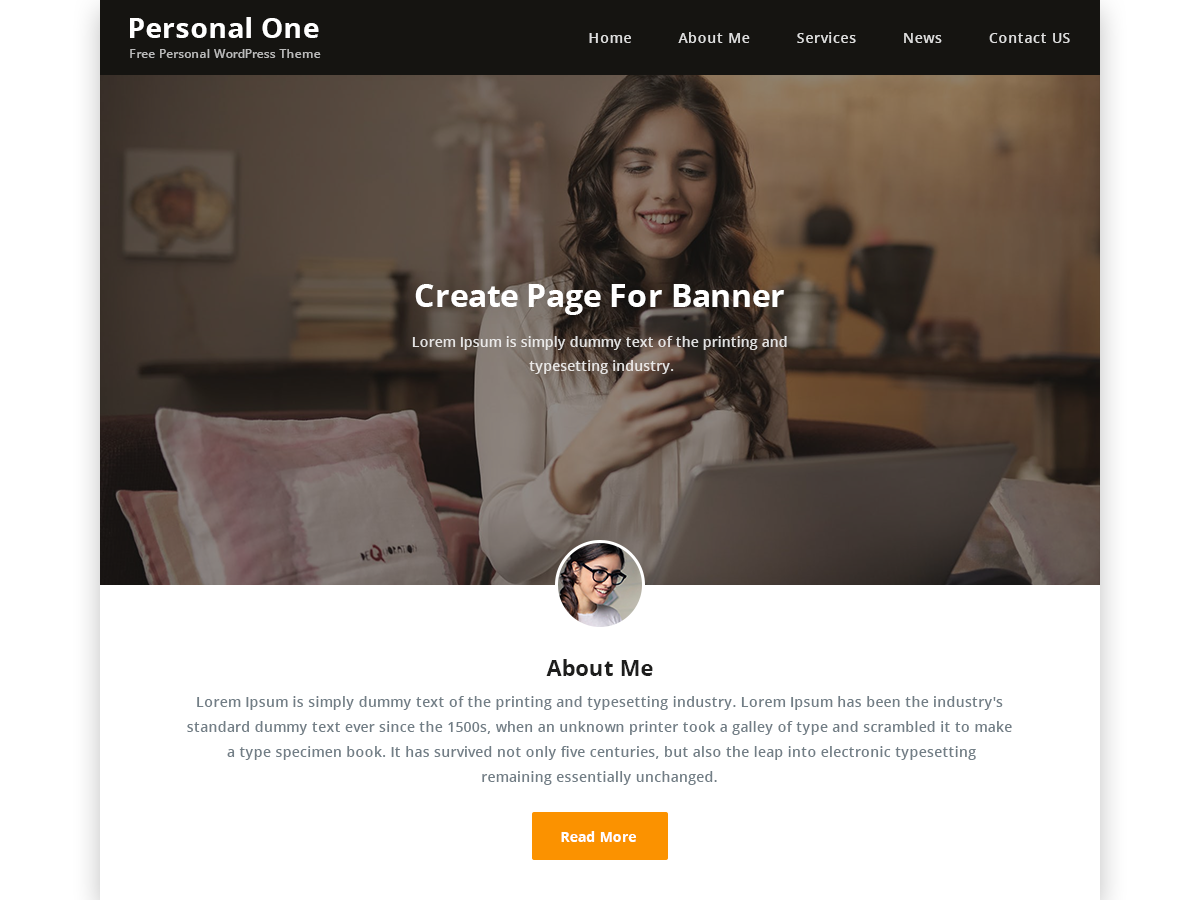 Personal One
Free Personal WordPress Theme
Home About Me Services News Contact US
Create Page For Banner
Lorem Ipsum is simply dummy text of the printing and
typesetting industry.
About Me
Lorem Ipsum is simply dummy text of the printing and typesetting industry. Lorem Ipsum has been the industry's
standard dummy text ever since the 1500s, when an unknown printer took a galley of type and scrambled it to make
a type specimen book. It has survived not only five centuries, but also the leap into electronic typesetting
remaining essentially unchanged.
Read More